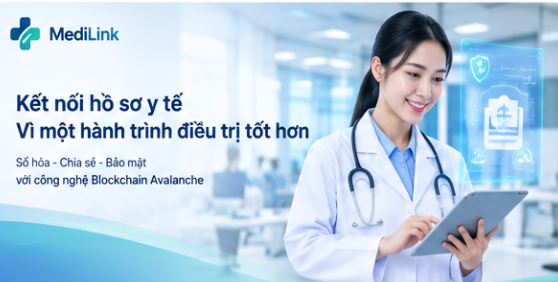 MediLink
Kết nối hồ sơ y tế
Vì một hành trình điều trị tốt hơn
Số hóa - Chia sẻ - Bảo mật
với công nghệ Blockchain Avalanche